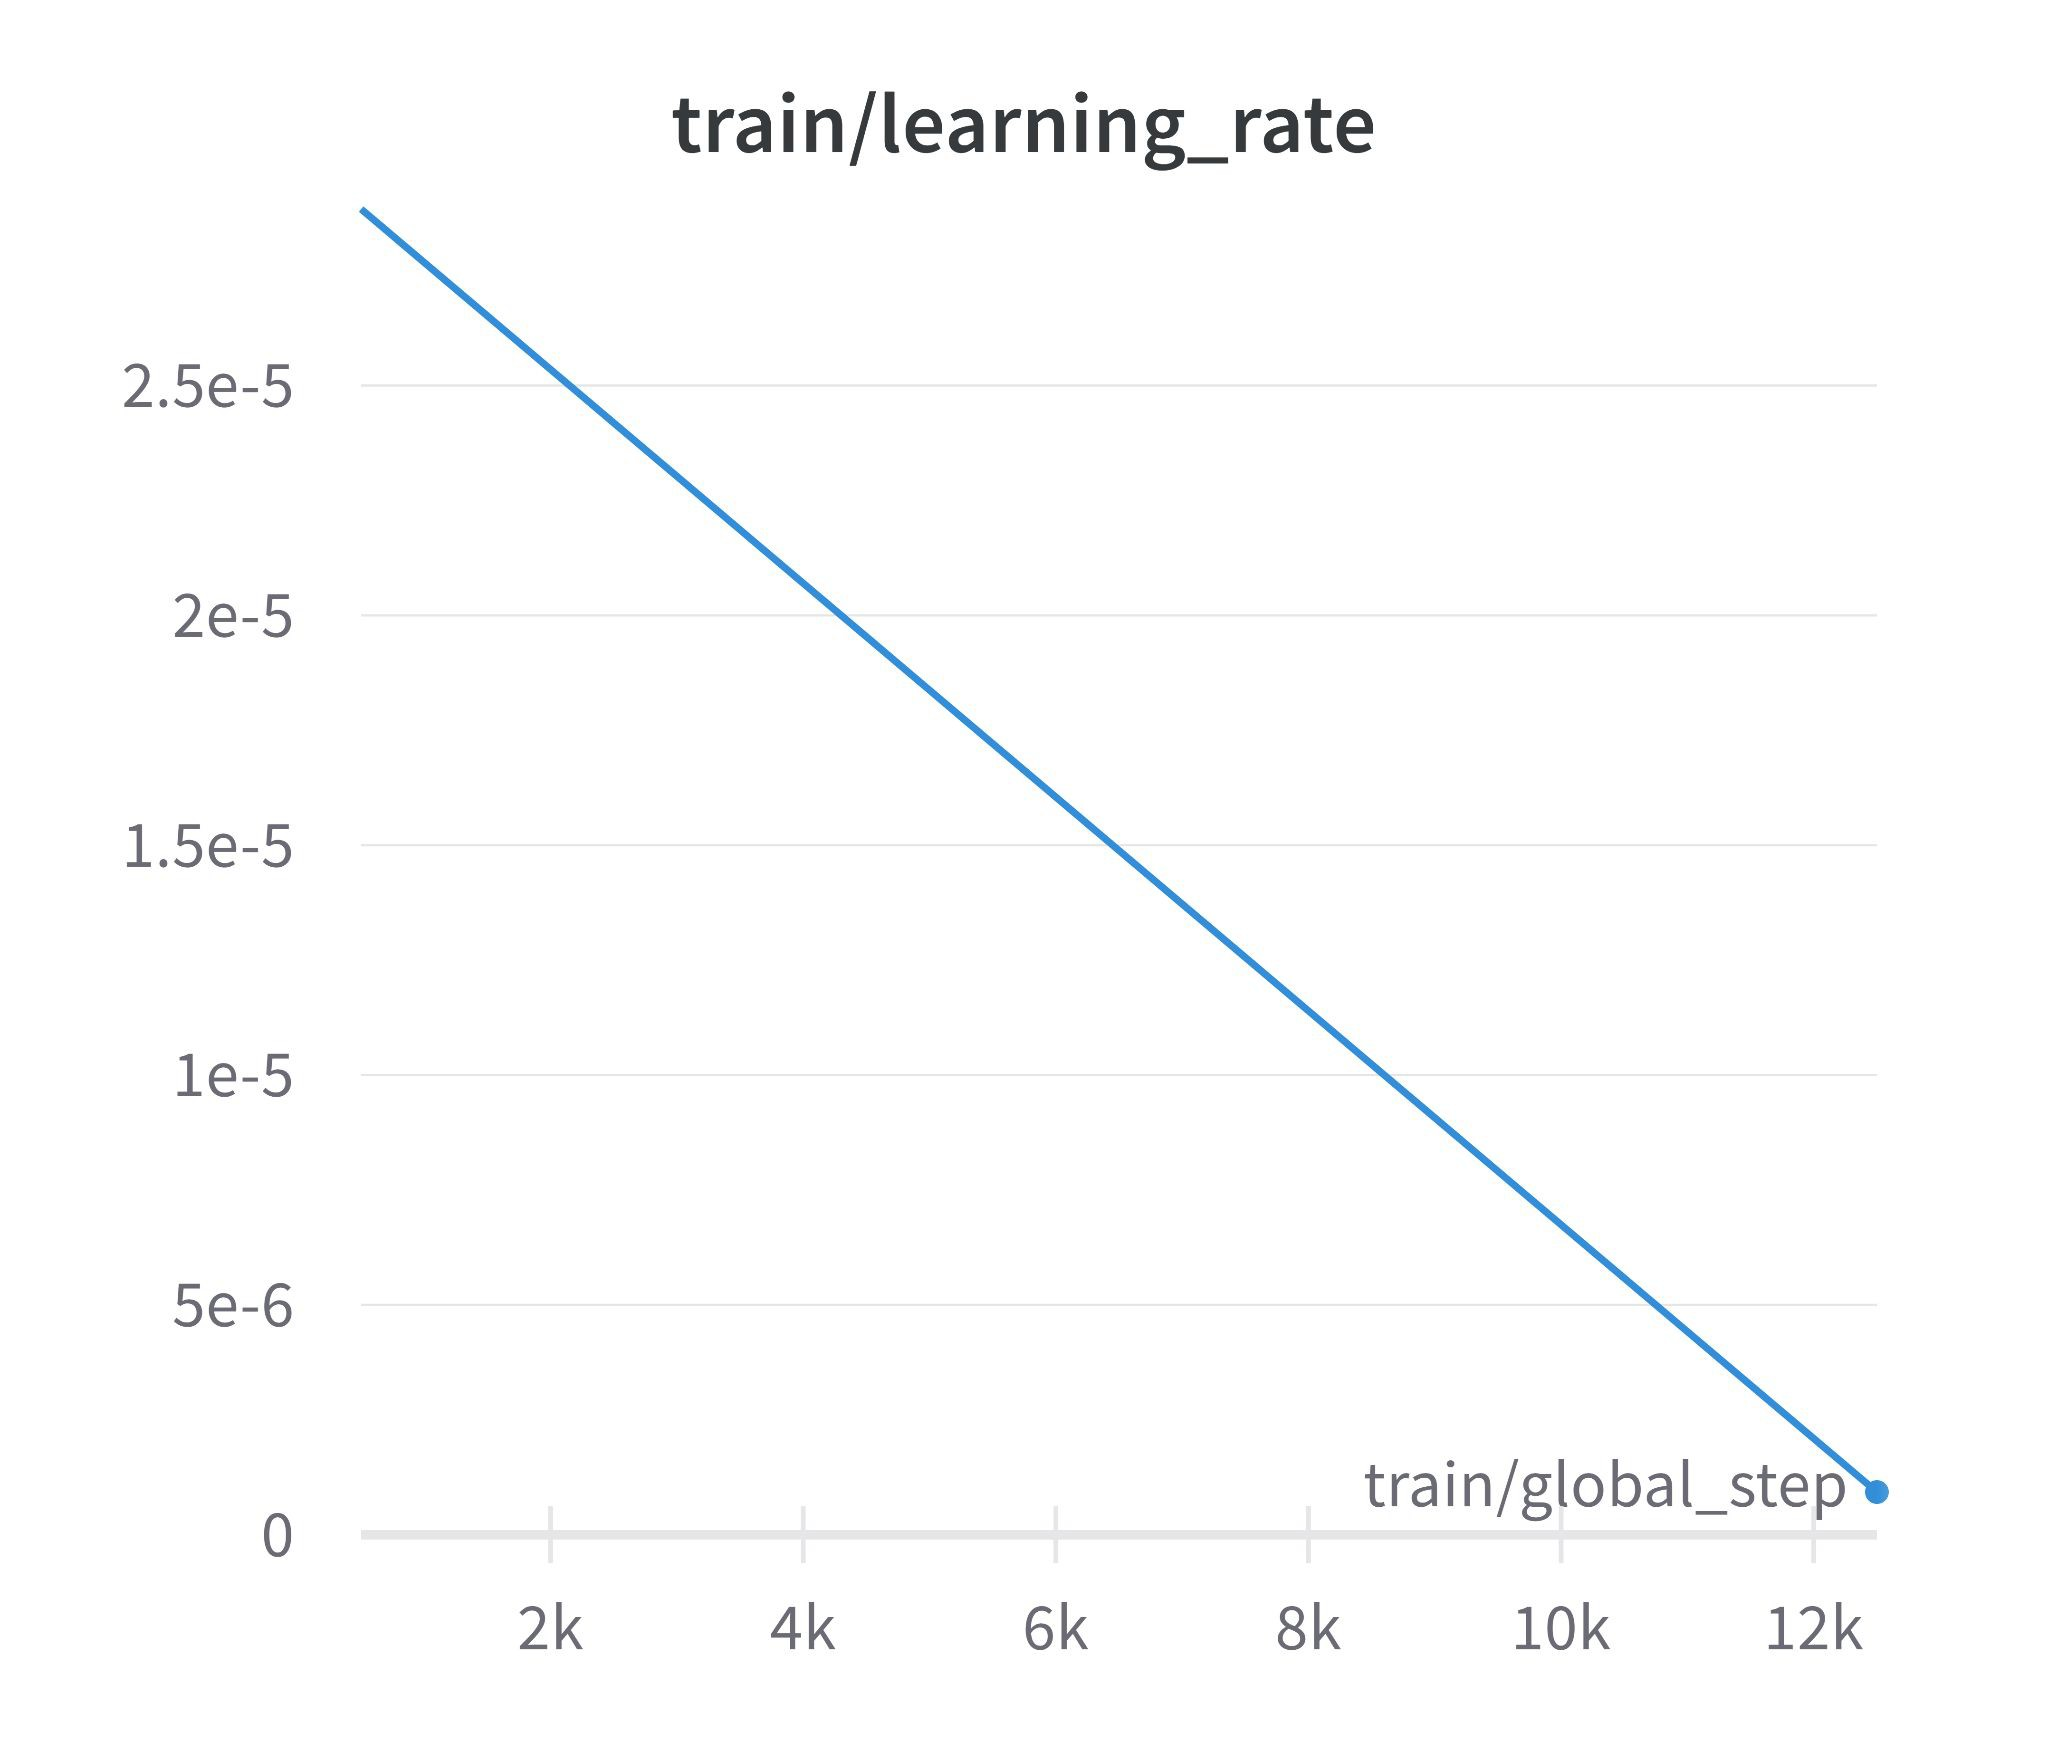 train/learning_rate
2.5e-5
2e-5
1.5e-5
1e-5
5e-6
train/global_step
0
2k 4k 6k 8k 10k 12k